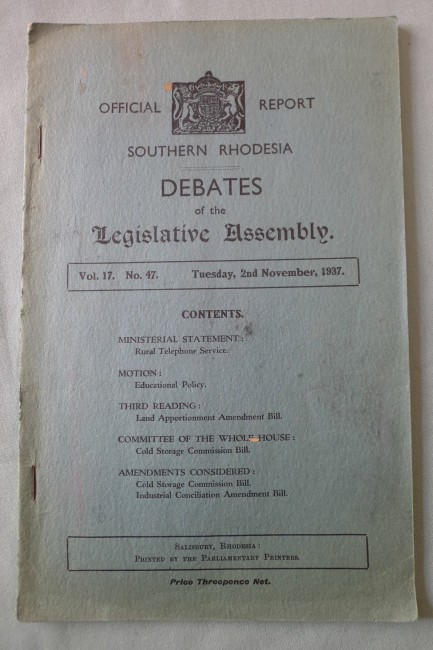 OFFICIAL REPORT
SOUTHERN RHODESIA
DEBATES
of the
Legislative Assembly.
Vol. 17. No. 47. Tuesday, 2nd November, 1937.
CONTENTS.
MINISTERIAL STATEMENT:
Rural Telephone Service.
MOTION:
Educational Policy.
THIRD READING:
Land Apportionment Amendment Bill.
COMMITTEE OF THE WHOLE HOUSE:
Cold Storage Commission Bill.
AMENDMENTS CONSIDERED:
Cold Storage Commission Bill.
Industrial Conciliation Amendment Bill.
SALISBURY, RHODESIA:
PRINTED BY THE PARLIAMENTARY PRINTERS.
Price Threepence Net.